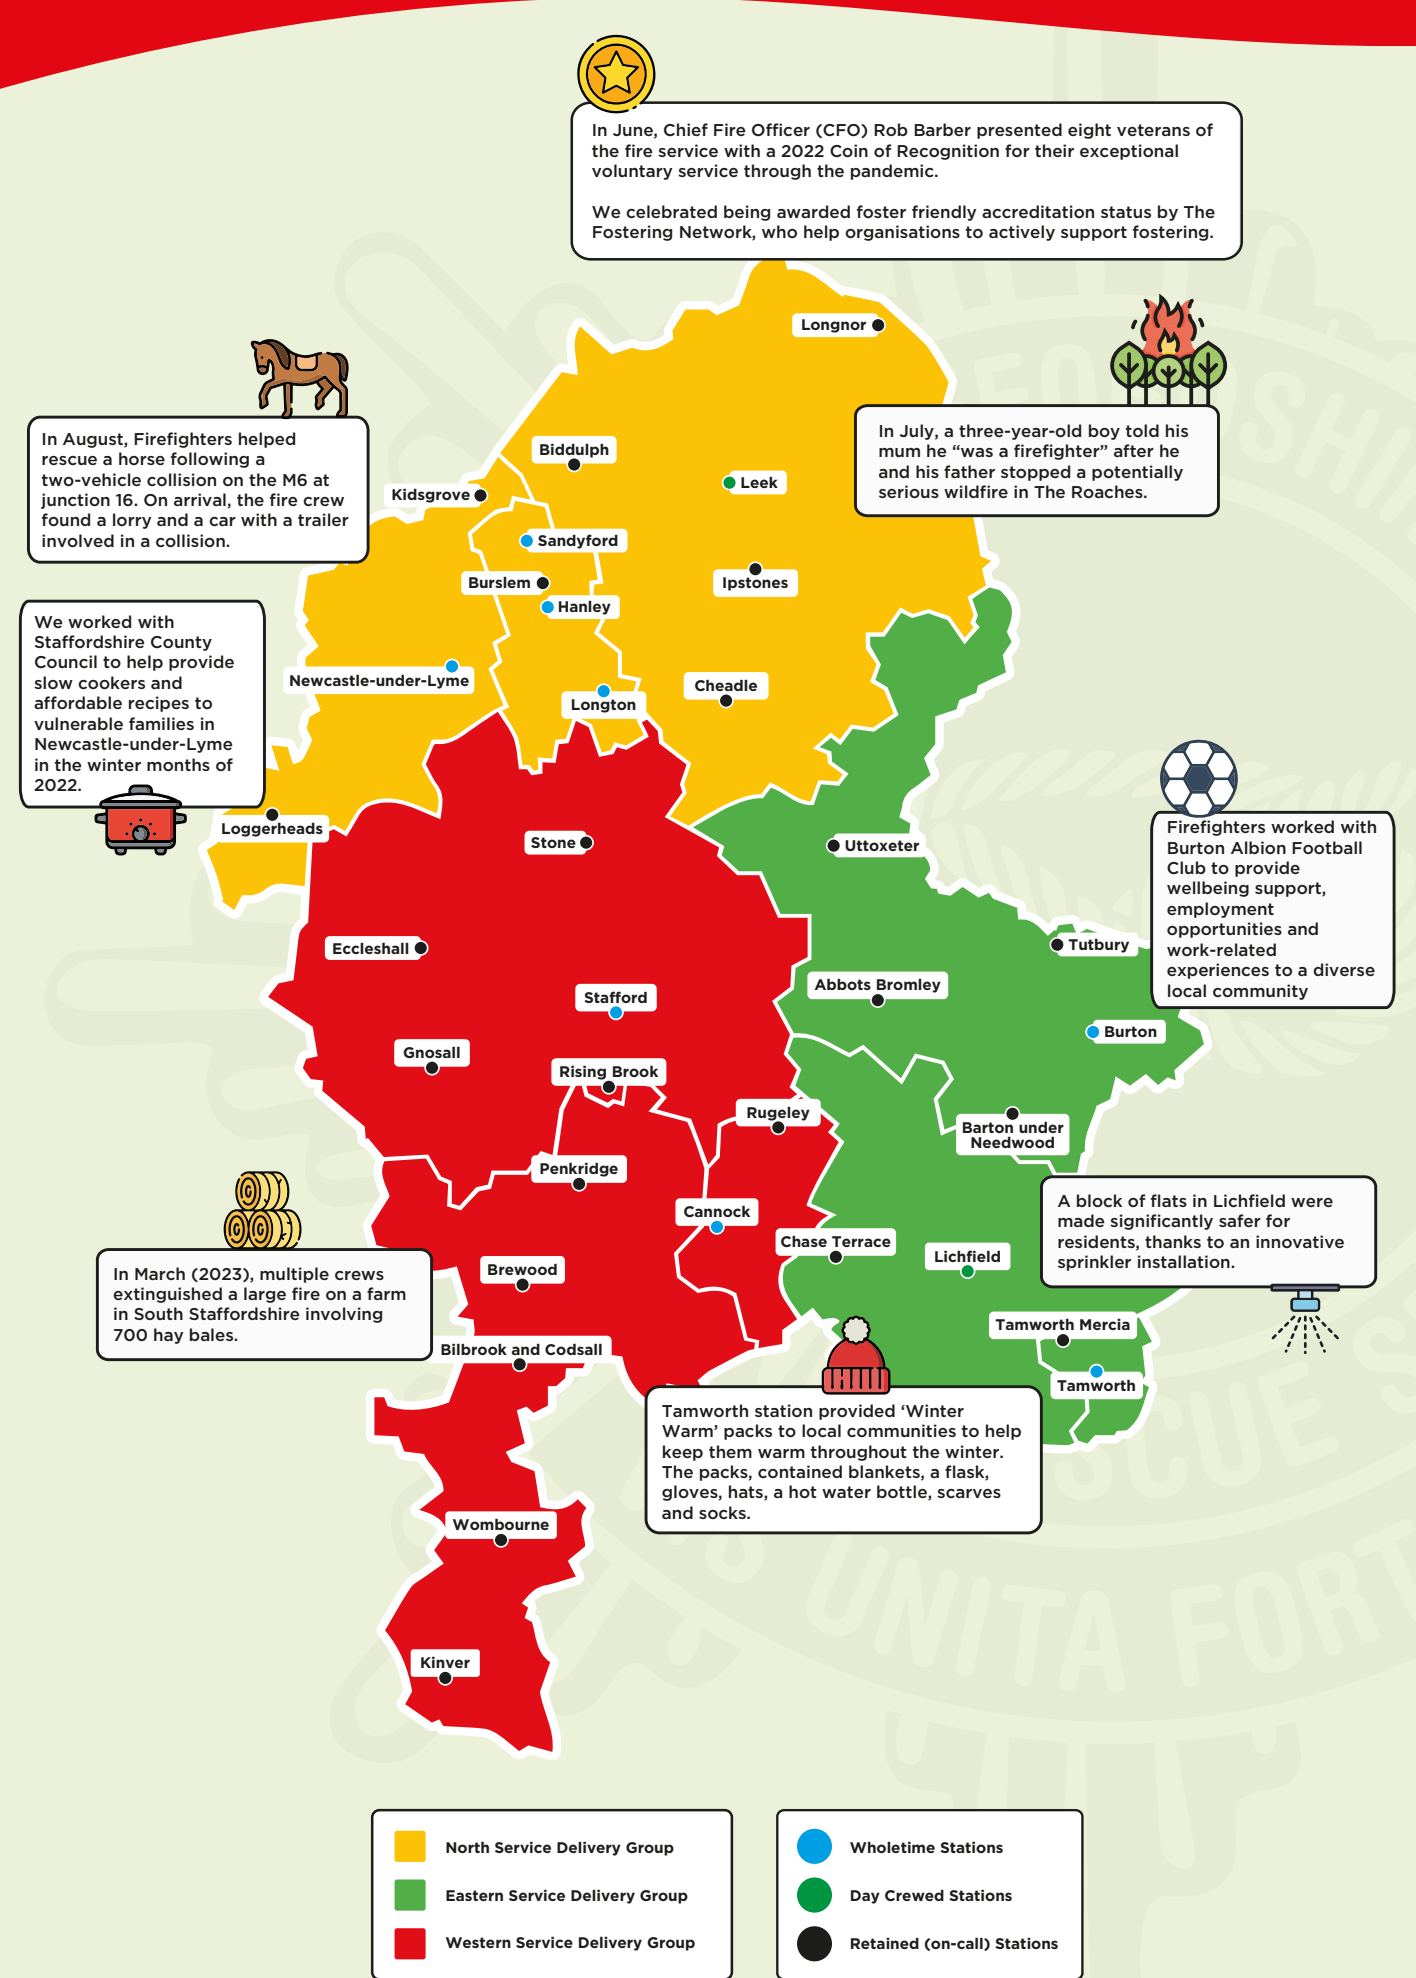 In June, Chief Fire Officer (CFO) Rob Barber presented eight veterans of
the fire service with a 2022 Coin of Recognition for their exceptional
voluntary service through the pandemic.
We celebrated being awarded foster friendly accreditation status by The
Fostering Network, who help organisations to actively support fostering.
Longnor
In August, Firefighters helped
rescue a horse following a
two-vehicle collision on the M6 at
junction 16. On arrival, the fire crew
found a lorry and a car with a trailer
involved in a collision.
In July, a three-year-old boy told his
mum he “was a firefighter” after he
and his father stopped a potentially
serious wildfire in The Roaches.
Biddulph
Leek
Kidsgrove
Sandyford
Burslem
Ipstones
Hanley
We worked with
Staffordshire County
Council to help provide
slow cookers and
affordable recipes to
vulnerable families in
Newcastle-under-Lyme
in the winter months of
2022.
Newcastle-under-Lyme
Cheadle
Longton
Loggerheads
Stone
Uttoxeter
Firefighters worked with
Burton Albion Football
Club to provide
wellbeing support,
employment
opportunities and
work-related
experiences to a diverse
local community
Eccleshall
Tutbury
Abbots Bromley
Stafford
Burton
Gnosall
Rising Brook
Rugeley
Barton under
Needwood
Penkridge
Cannock
A block of flats in Lichfield were
made significantly safer for
residents, thanks to an innovative
sprinkler installation.
Chase Terrace
Lichfield
In March (2023), multiple crews
extinguished a large fire on a farm
in South Staffordshire involving
700 hay bales.
Brewood
Tamworth Mercia
Bilbrook and Codsall
Tamworth
Tamworth station provided ‘Winter
Warm’ packs to local communities to help
keep them warm throughout the winter.
The packs, contained blankets, a flask,
gloves, hats, a hot water bottle, scarves
and socks.
Wombourne
UNITA FORT
Kinver
North Service Delivery Group
Eastern Service Delivery Group
Western Service Delivery Group
Wholetime Stations
Day Crewed Stations
Retained (on-call) Stations